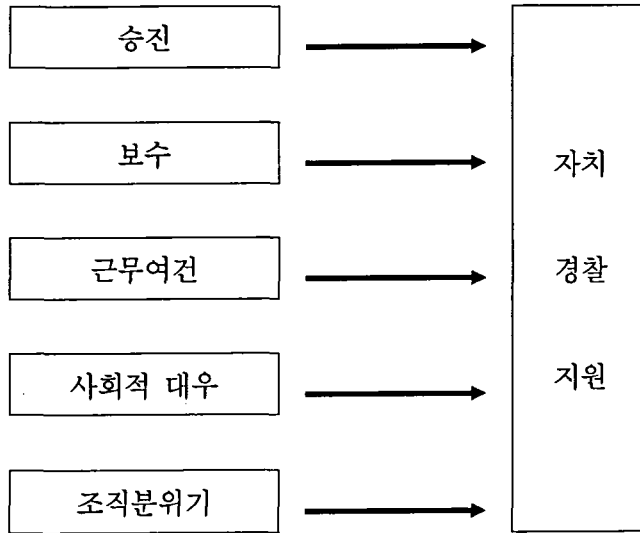 승진
보수
근무여건
사회적 대우
조직분위기
자치
경찰
지원